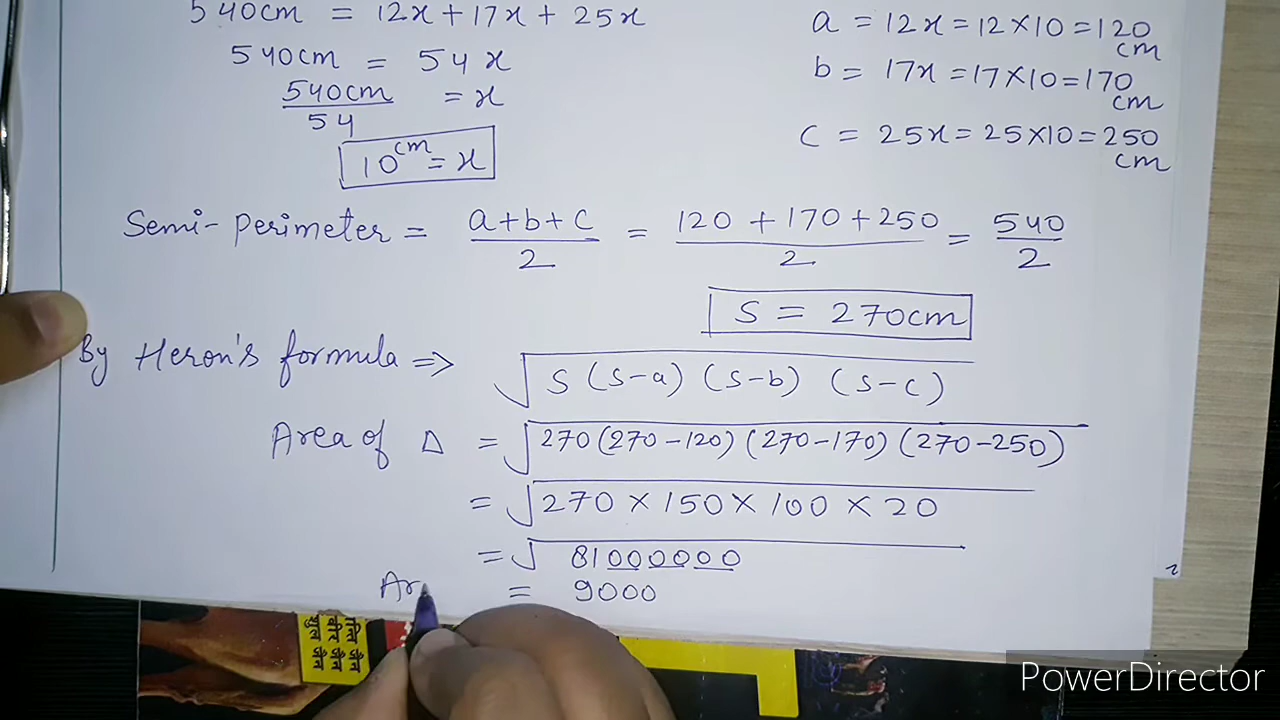 540cm = 12x+17x+25x
540cm = 54x
540cm/54 = x
10cm = x
a = 12x = 12×10 = 120 cm
b = 17x = 17×10 = 170 cm
c = 25x = 25×10 = 250 cm
Semi-perimeter = a+b+c/2 = 120+170+250/2 = 540/2
S = 270cm
By Heron's formula ⇒ √S(S-a)(S-b)(S-c)
Area of Δ = √270(270-120)(270-170)(270-250)
= √270×150×100×20
= √81000000
Ar = 9000
PowerDirector